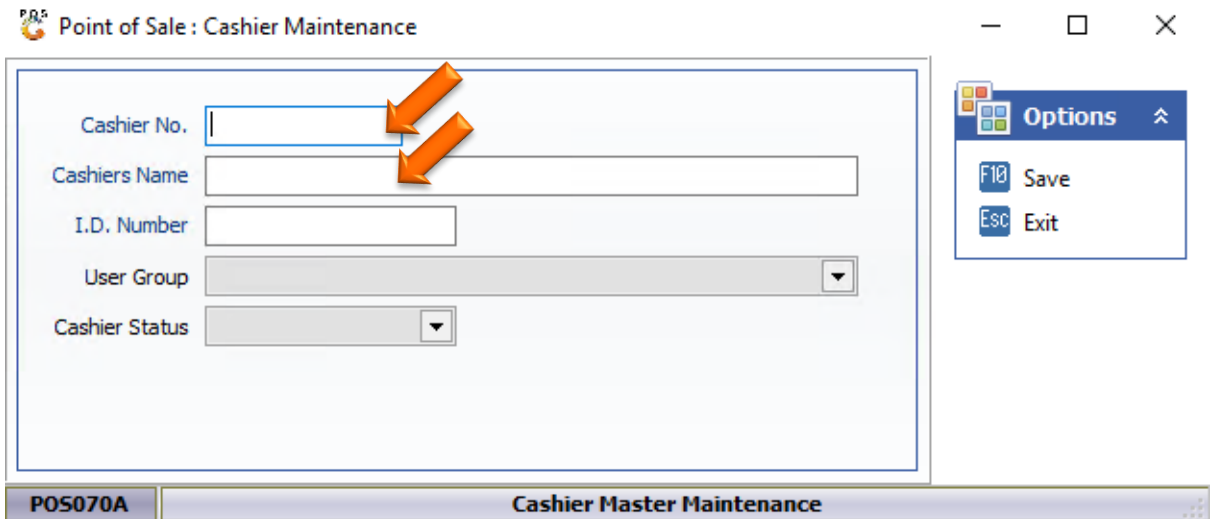 POS
Point of Sale : Cashier Maintenance
Cashier No.
Cashiers Name
I.D. Number
User Group
Cashier Status
Options
F10 Save
Esc Exit
POS070A
Cashier Master Maintenance